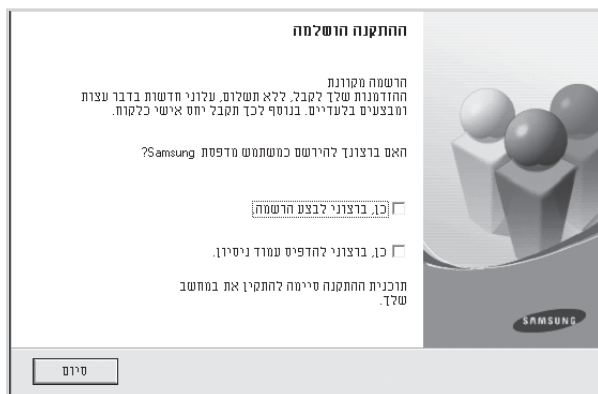 ההתקנה הושלמה
הרשמה מקוונת
ההזדמנות שלך לקבל, ללא תשלום, עלוני חדשות בדבר עצות
ומבצעים בלעדיים. בנוסף לכך תקבל יחס אישי כלקוח.
האם ברצונך להירשם כמשתמש מדפסת Samsung?
כן, ברצוני לבצע הרשמה.
כן, ברצוני להדפיס עמוד ניסיון.
תוכנית ההתקנה סיימה להתקין את במחשב
שלך.
SAMSUNG
סיום